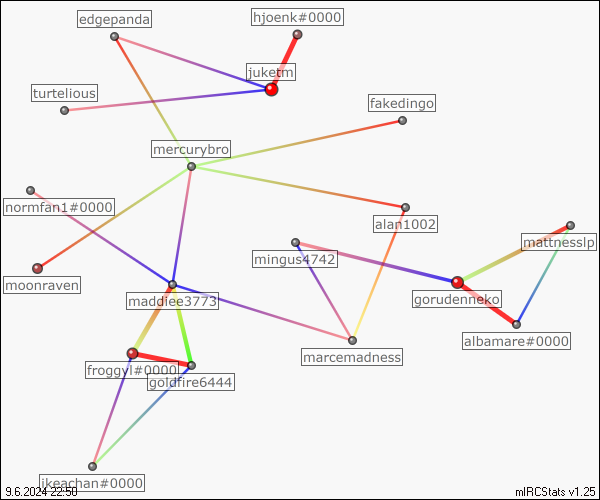 edgepanda
hjoenk#0000
juketm
turtelious
fakedingo
mercurybro
normfan1#0000
alan1002
mattnesslp
mingus4742
moonraven
maddiee3773
gorudenneko
albamare#0000
marcemadness
froggyl#0000
goldfire6444
ikeachan#0000
9.6.2024 22:50
mIRCStats v1.25